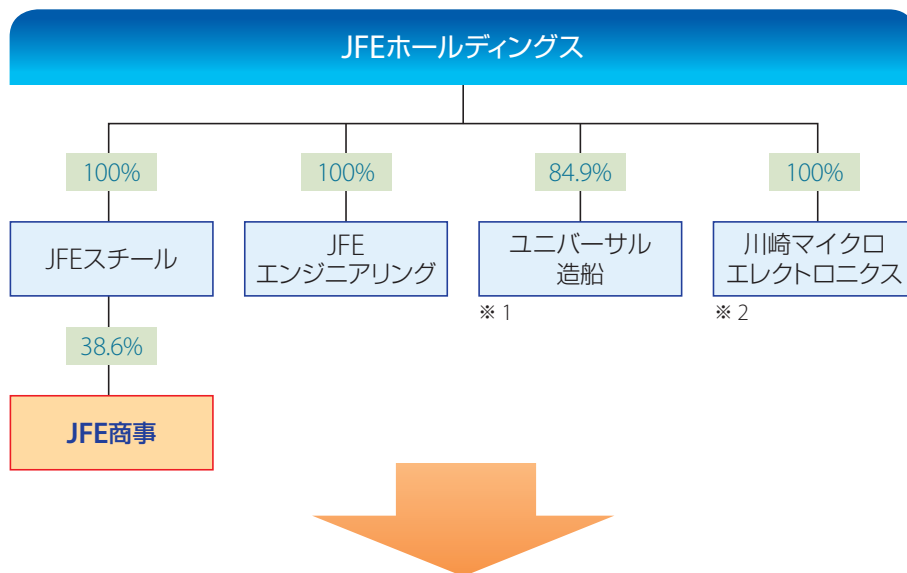 JFEホールディングス
100%
100%
84.9%
100%
JFEスチール
JFE
エンジニアリング
ユニバーサル
造船
川崎マイクロ
エレクトロニクス
※1
※2
38.6%
JFE商事